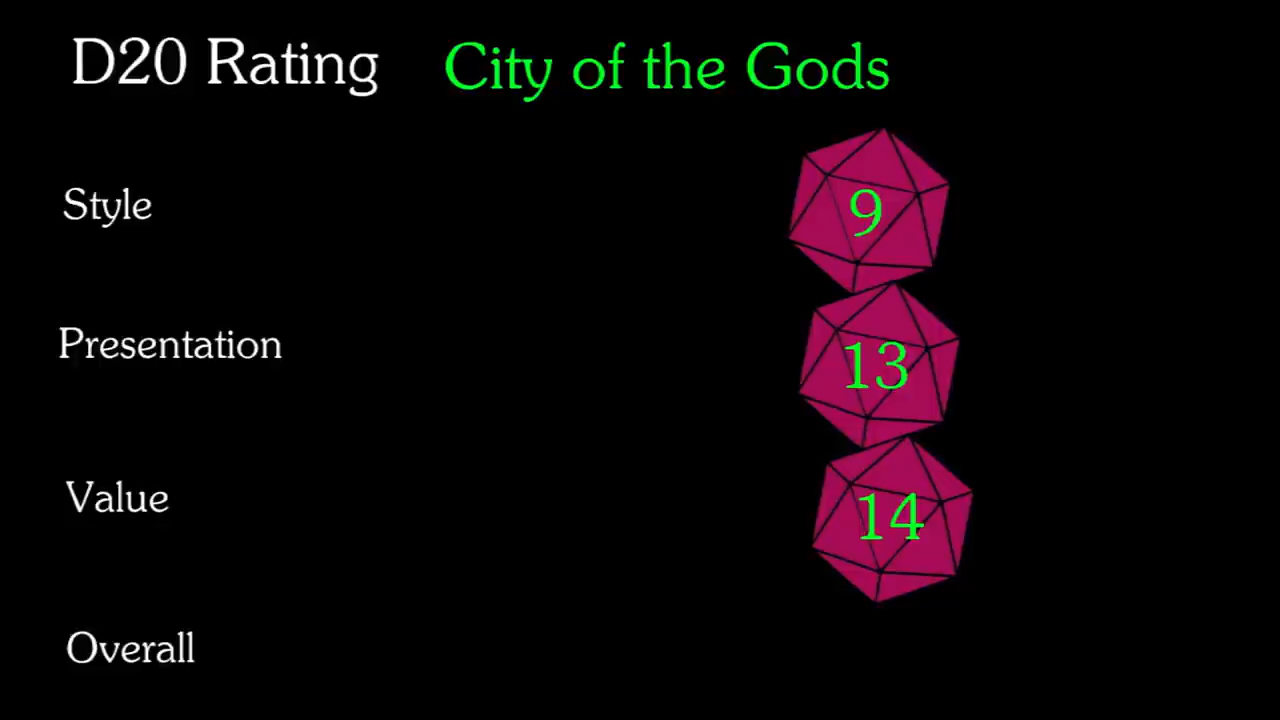 D20 Rating City of the Gods
Style 9
Presentation 13
Value 14
Overall